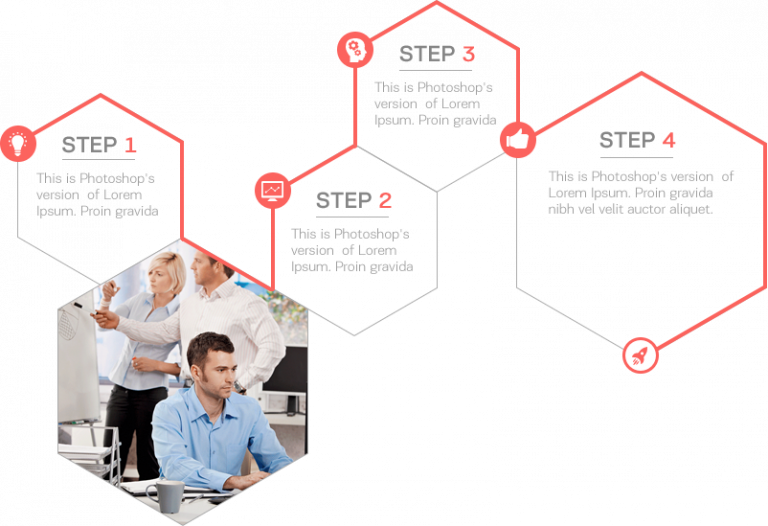 STEP 1
This is Photoshop's
version of Lorem
Ipsum. Proin gravida
STEP 2
This is Photoshop's
version of Lorem
Ipsum. Proin gravida
STEP 3
This is Photoshop's
version of Lorem
Ipsum. Proin gravida
STEP 4
This is Photoshop's version of
Lorem Ipsum. Proin gravida
nibh vel velit auctor aliquet.